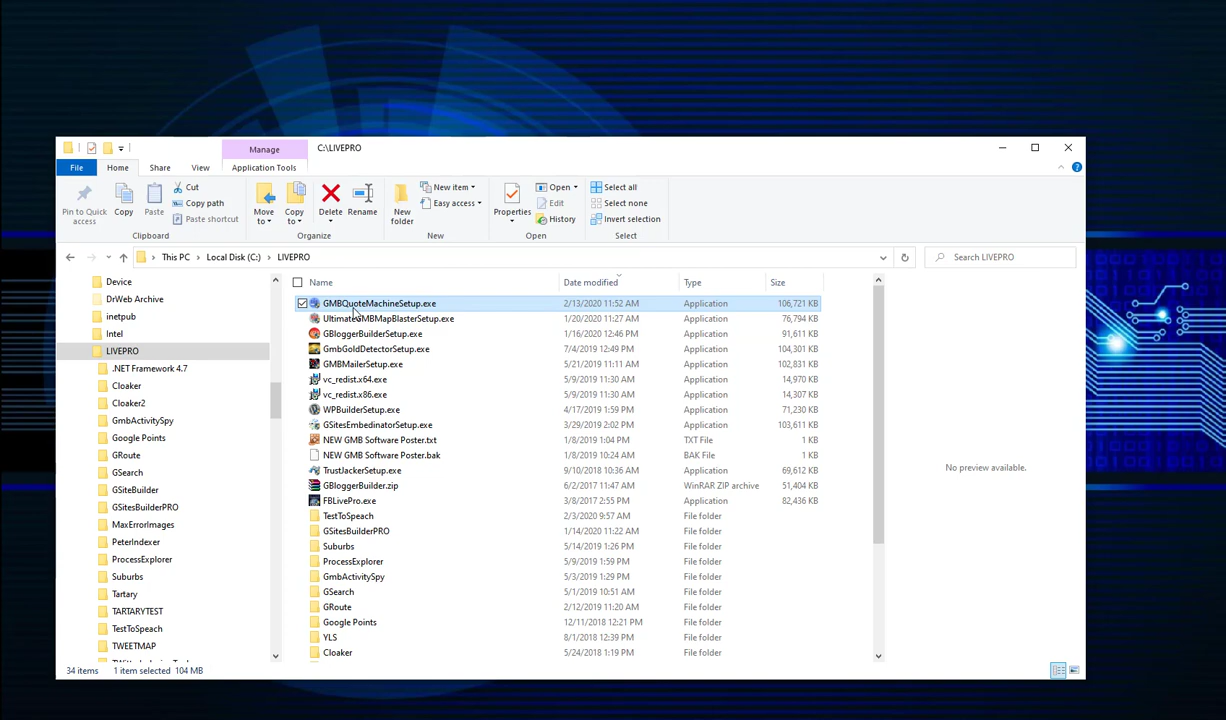 Manage
C:\LIVEPRO
File
Home
Share
View
Application Tools
Pin to Quick access
Copy
Paste
Cut
Copy path
Paste shortcut
Clipboard
Move to
Copy to
Delete
Rename
Organize
New folder
New item
Easy access
New
Properties
Open
Edit
History
Open
Select all
Select none
Invert selection
Select
This PC > Local Disk (C:) > LIVEPRO
Search LIVEPRO
Device
DrWeb Archive
inetpub
Intel
LIVEPRO
.NET Framework 4.7
Cloaker
Cloaker2
GmbActivitySpy
Google Points
GRoute
GSearch
GSiteBuilder
GSitesBuilderPRO
MaxErrorImages
PeterIndexer
ProcessExplorer
Suburbs
Tartary
TARTARYTEST
TestToSpeach
TWEETMAP
Name Date modified Type Size
GMBQuoteMachineSetup.exe 2/13/2020 11:52 AM Application 106,721 KB
UltimateGMBMapBlasterSetup.exe 1/20/2020 11:27 AM Application 76,794 KB
GBloggerBuilderSetup.exe 1/16/2020 12:46 PM Application 91,611 KB
GmbGoldDetectorSetup.exe 7/4/2019 12:49 PM Application 104,301 KB
GMBMailerSetup.exe 5/21/2019 11:11 AM Application 102,831 KB
vc_redist.x64.exe 5/9/2019 11:30 AM Application 14,970 KB
vc_redist.x86.exe 5/9/2019 11:30 AM Application 14,307 KB
WPBuilderSetup.exe 4/17/2019 1:59 PM Application 71,230 KB
GSitesEmbedinatorSetup.exe 3/29/2019 2:02 PM Application 103,611 KB
NEW GMB Software Poster.txt 1/8/2019 1:04 PM TXT File 1 KB
NEW GMB Software Poster.bak 1/8/2019 10:24 AM BAK File 1 KB
TrustJackerSetup.exe 9/10/2018 10:36 AM Application 69,612 KB
GBloggerBuilder.zip 6/2/2017 11:47 AM WinRAR ZIP archive 51,404 KB
FBLivePro.exe 3/8/2017 2:55 PM Application 82,436 KB
TestToSpeach 2/3/2020 9:57 AM File folder
GSitesBuilderPRO 1/14/2020 11:22 AM File folder
Suburbs 5/14/2019 1:26 PM File folder
ProcessExplorer 5/9/2019 1:59 PM File folder
GmbActivitySpy 5/3/2019 1:29 PM File folder
GSearch 5/1/2019 10:51 AM File folder
GRoute 2/12/2019 11:20 AM File folder
Google Points 12/11/2018 12:21 PM File folder
YLS 8/1/2018 12:39 PM File folder
Cloaker 5/24/2018 1:19 PM File folder
No preview available.
34 items 1 item selected 104 MB